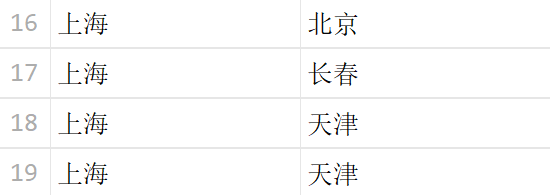 16 上海 北京
17 上海 长春
18 上海 天津
19 上海 天津